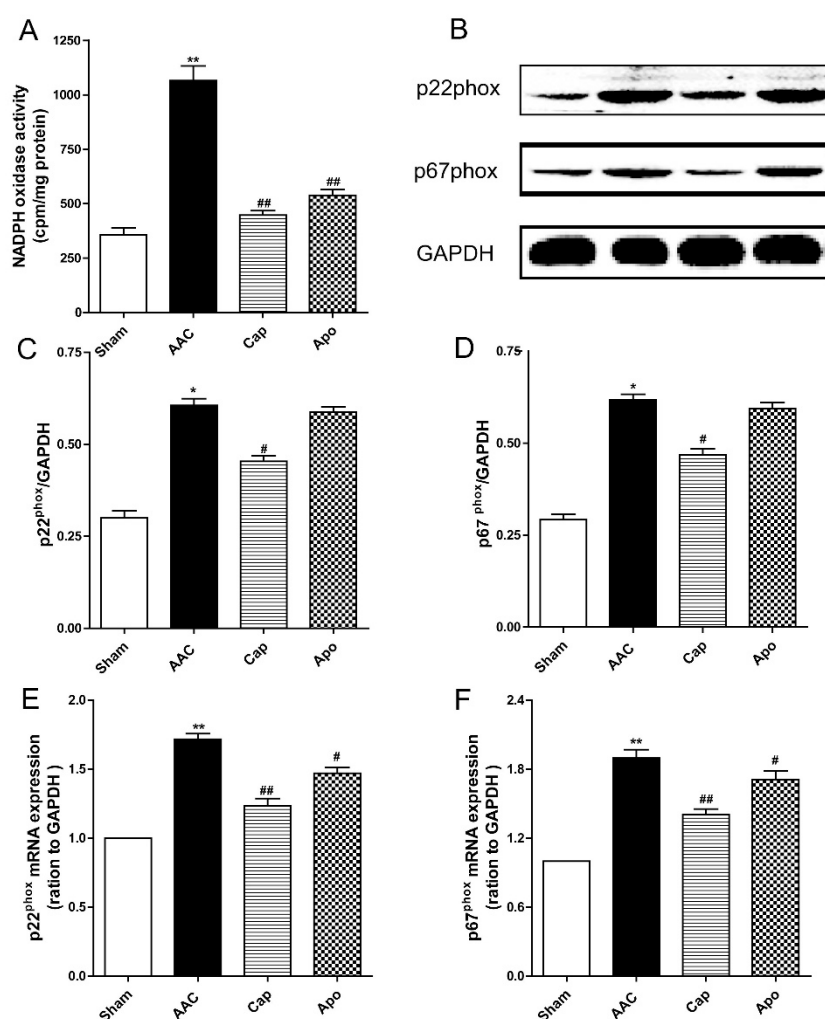 A
NADPH oxidase activity
(cpm/mg protein)
1250
1000
750
500
250
0
**
##
##
Sham
AAC
Cap
Apo
B
p22phox
p67phox
GAPDH
C
p22phox/GAPDH
0.75
0.50
0.25
0.00
*
#
Sham
AAC
Cap
Apo
D
p67 phox/GAPDH
0.75
0.50
0.25
0.00
*
#
Sham
AAC
Cap
Apo
E
p22phox mRNA expression
(ration to GAPDH )
2.0
1.5
1.0
0.5
0.0
**
##
#
Sham
AAC
Cap
Apo
F
p67phox mRNA expression
(ration to GAPDH )
2.4
1.8
1.2
0.6
0.0
**
##
#
Sham
AAC
Cap
Apo